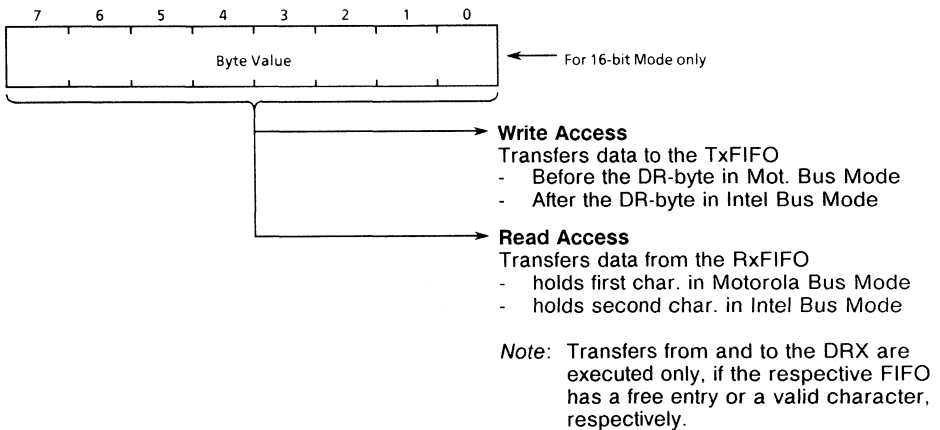 7 6 5 4 3 2 1 0
Byte Value
For 16-bit Mode only
Write Access
Transfers data to the TxFIFO
- Before the DR-byte in Mot. Bus Mode
- After the DR-byte in Intel Bus Mode
Read Access
Transfers data from the RxFIFO
- holds first char. in Motorola Bus Mode
- holds second char. in Intel Bus Mode
Note: Transfers from and to the DRX are
executed only, if the respective FIFO
has a free entry or a valid character,
respectively.